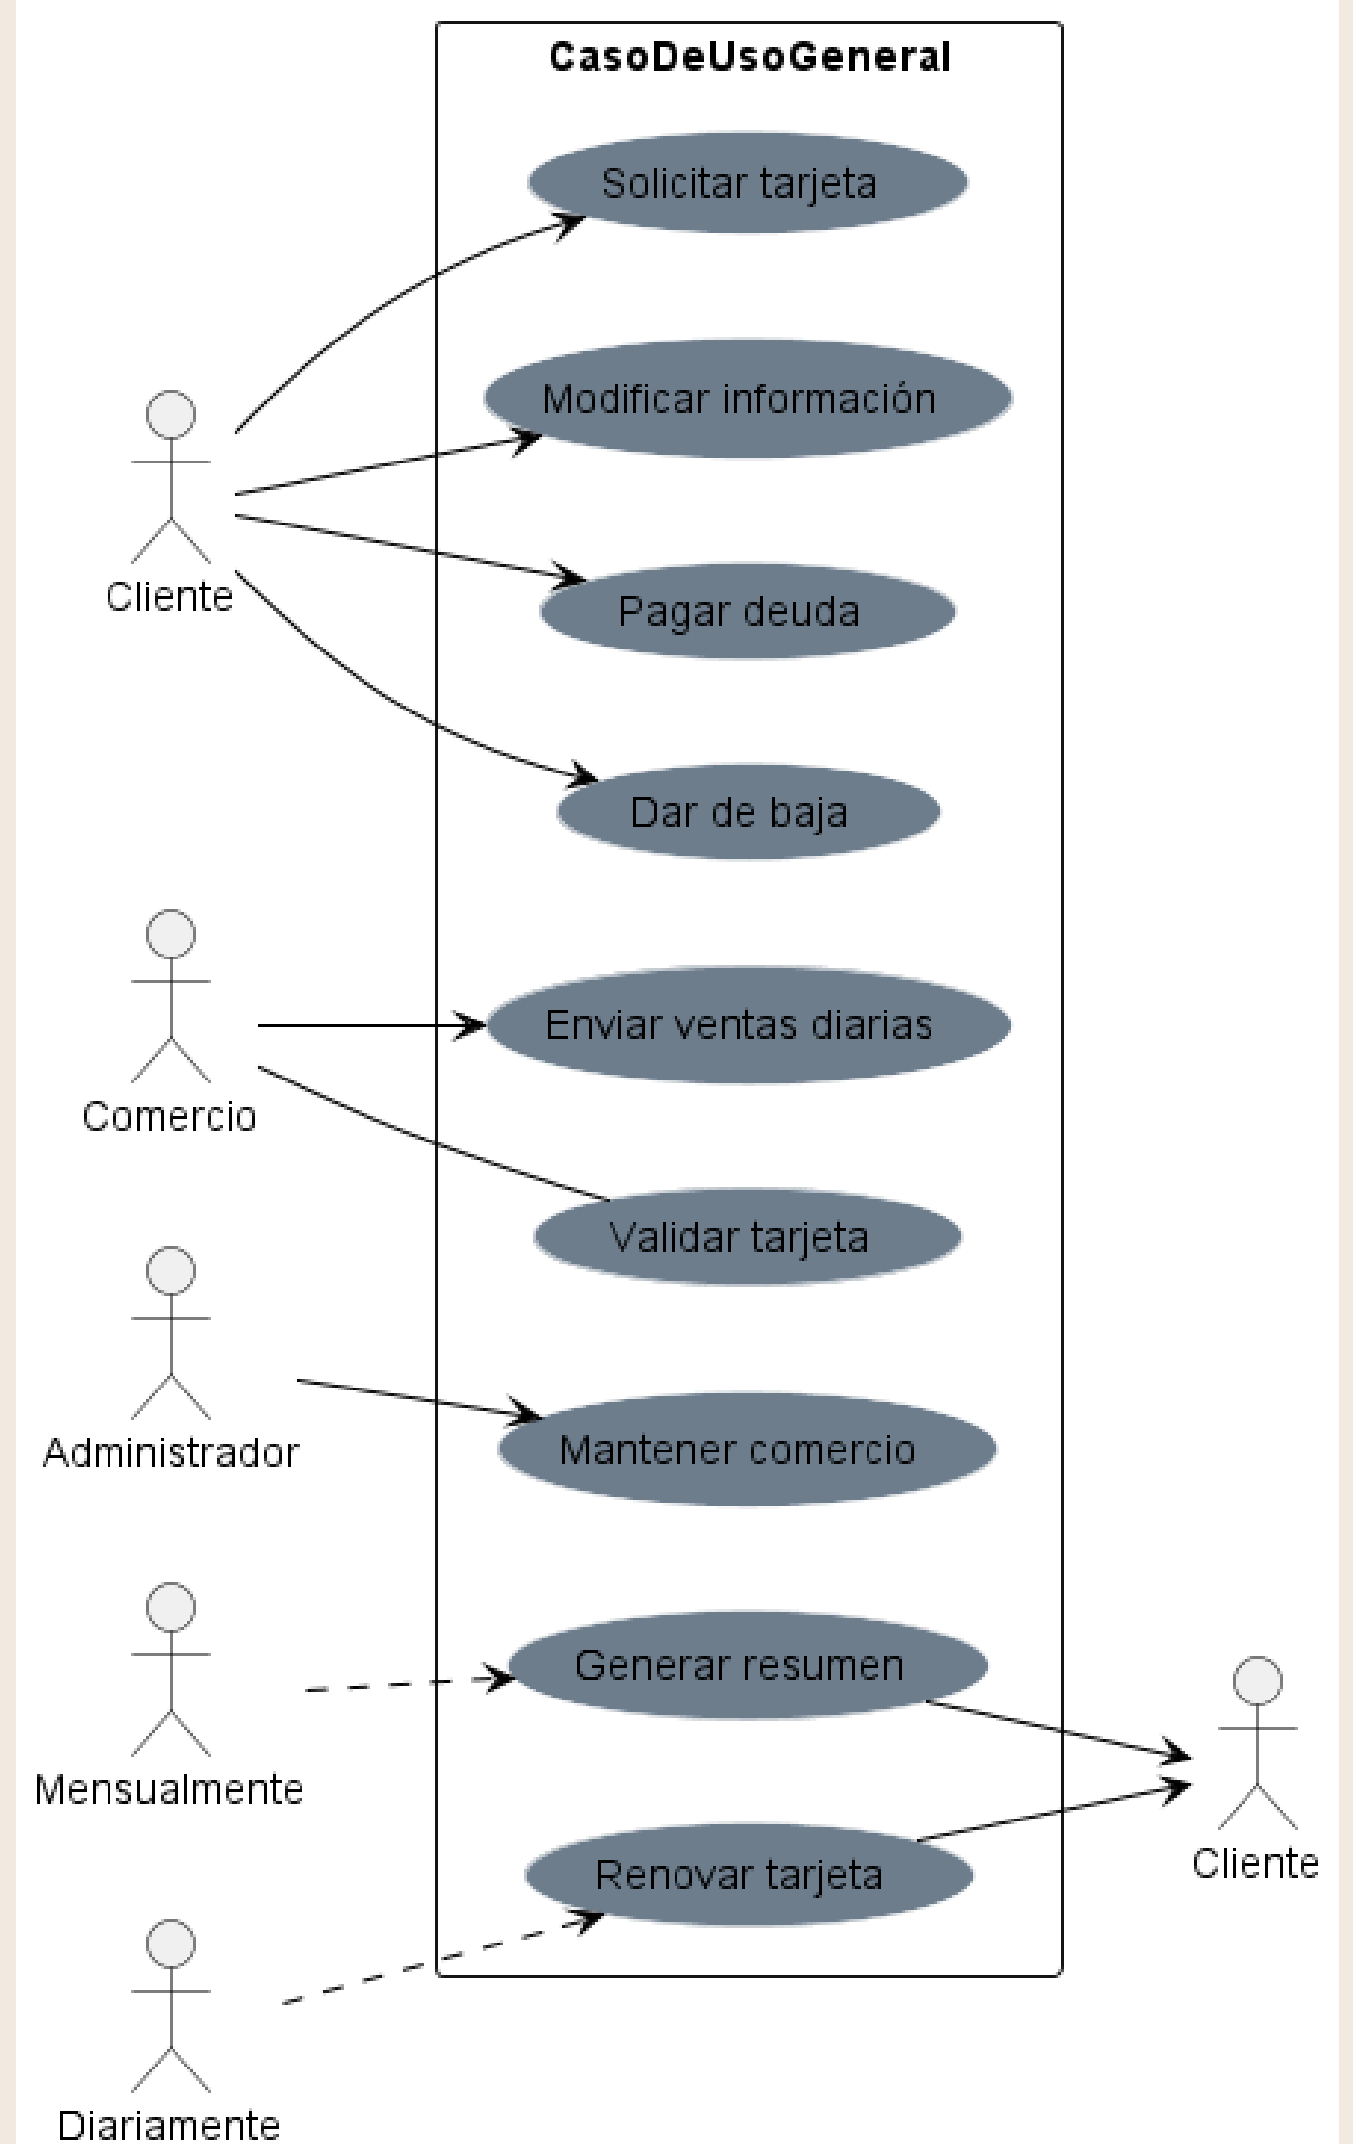 CasoDeUsoGeneral
Solicitar tarjeta
Modificar información
Cliente
Pagar deuda
Dar de baja
Enviar ventas diarias
Comercio
Validar tarjeta
Administrador
Mantener comercio
Generar resumen
Mensualmente
Cliente
Renovar tarjeta
Diariamente